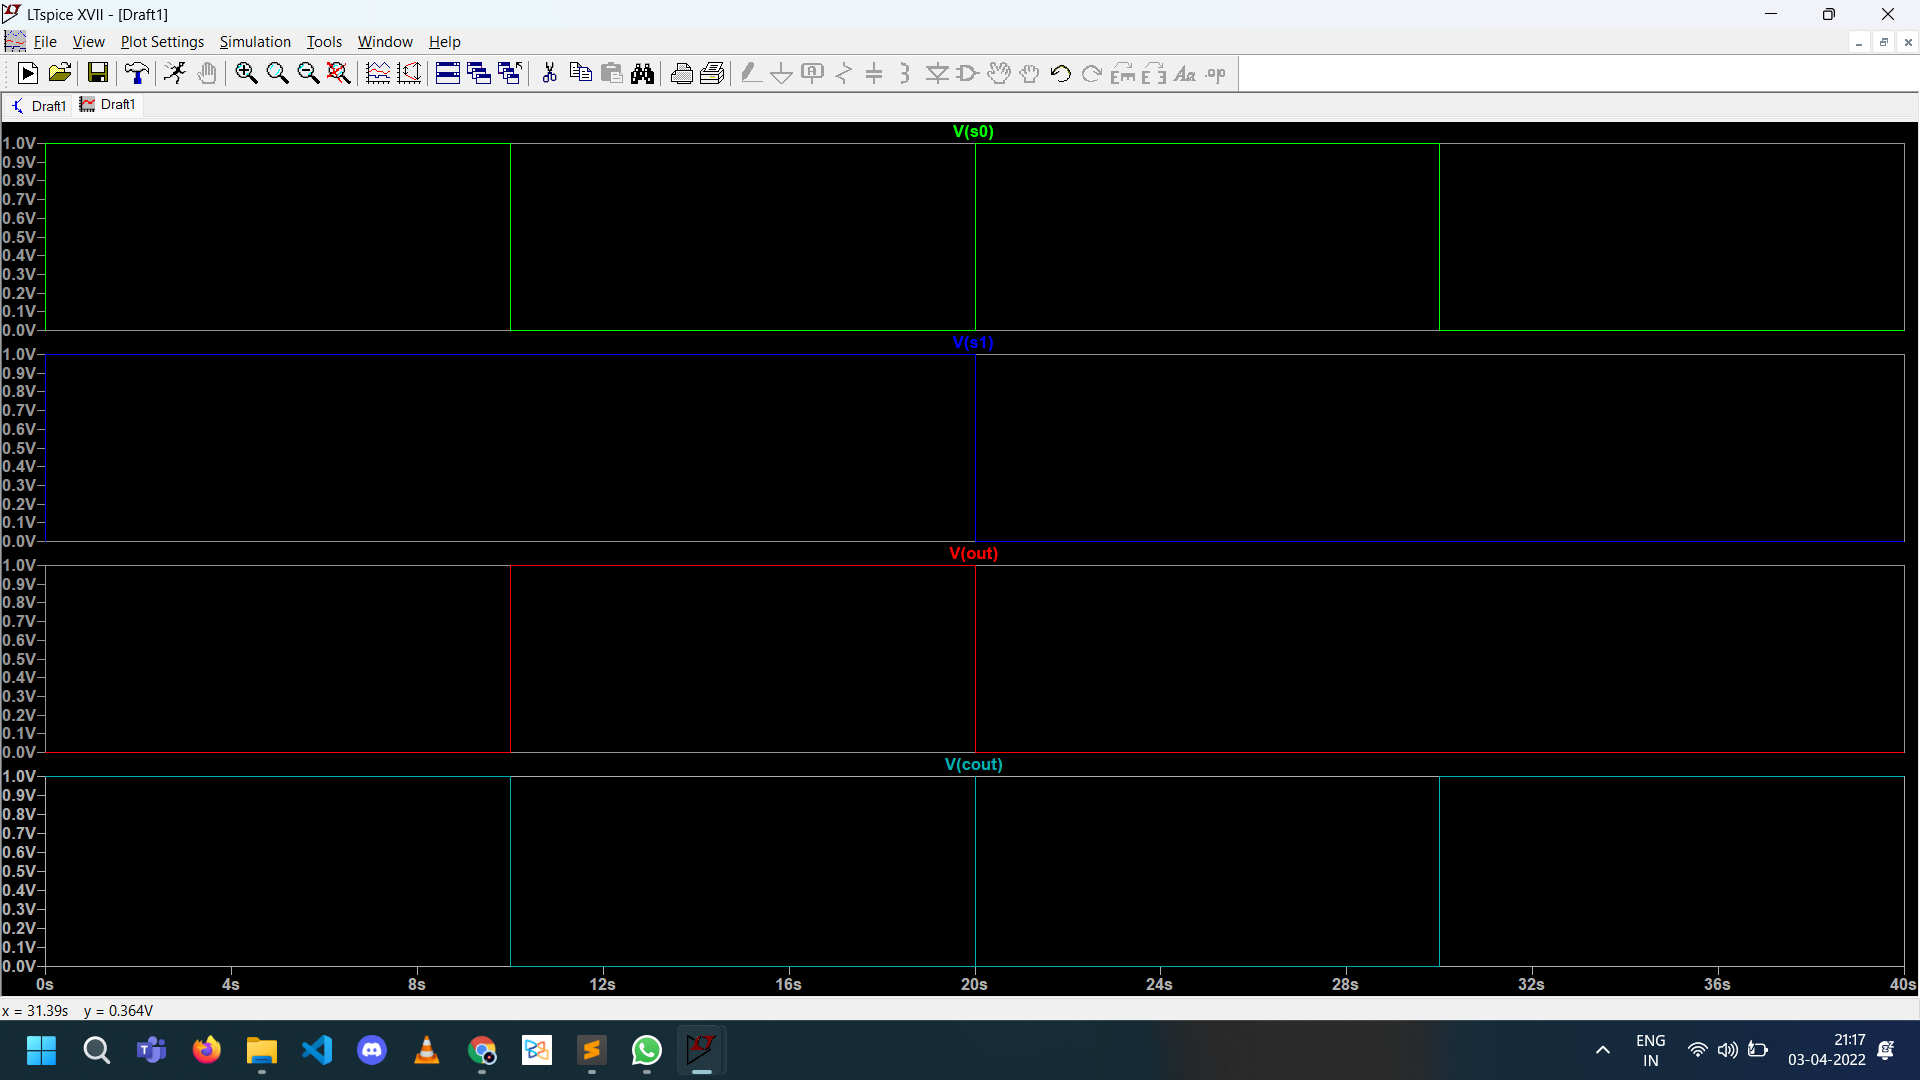 LTspice XVII - [Draft1]
File View Plot Settings Simulation Tools Window Help
Aa .op
Draft1 Draft1
V(s0)
1.0V
0.9V
0.8V
0.7V
0.6V
0.5V
0.4V
0.3V
0.2V
0.1V
0.0V
V(s1)
1.0V
0.9V
0.8V
0.7V
0.6V
0.5V
0.4V
0.3V
0.2V
0.1V
0.0V
V(out)
1.0V
0.9V
0.8V
0.7V
0.6V
0.5V
0.4V
0.3V
0.2V
0.1V
0.0V
V(cout)
1.0V
0.9V
0.8V
0.7V
0.6V
0.5V
0.4V
0.3V
0.2V
0.1V
0.0V
0s 4s 8s 12s 16s 20s 24s 28s 32s 36s 40s
x = 31.39s y = 0.364V
ENG
IN
21:17
03-04-2022